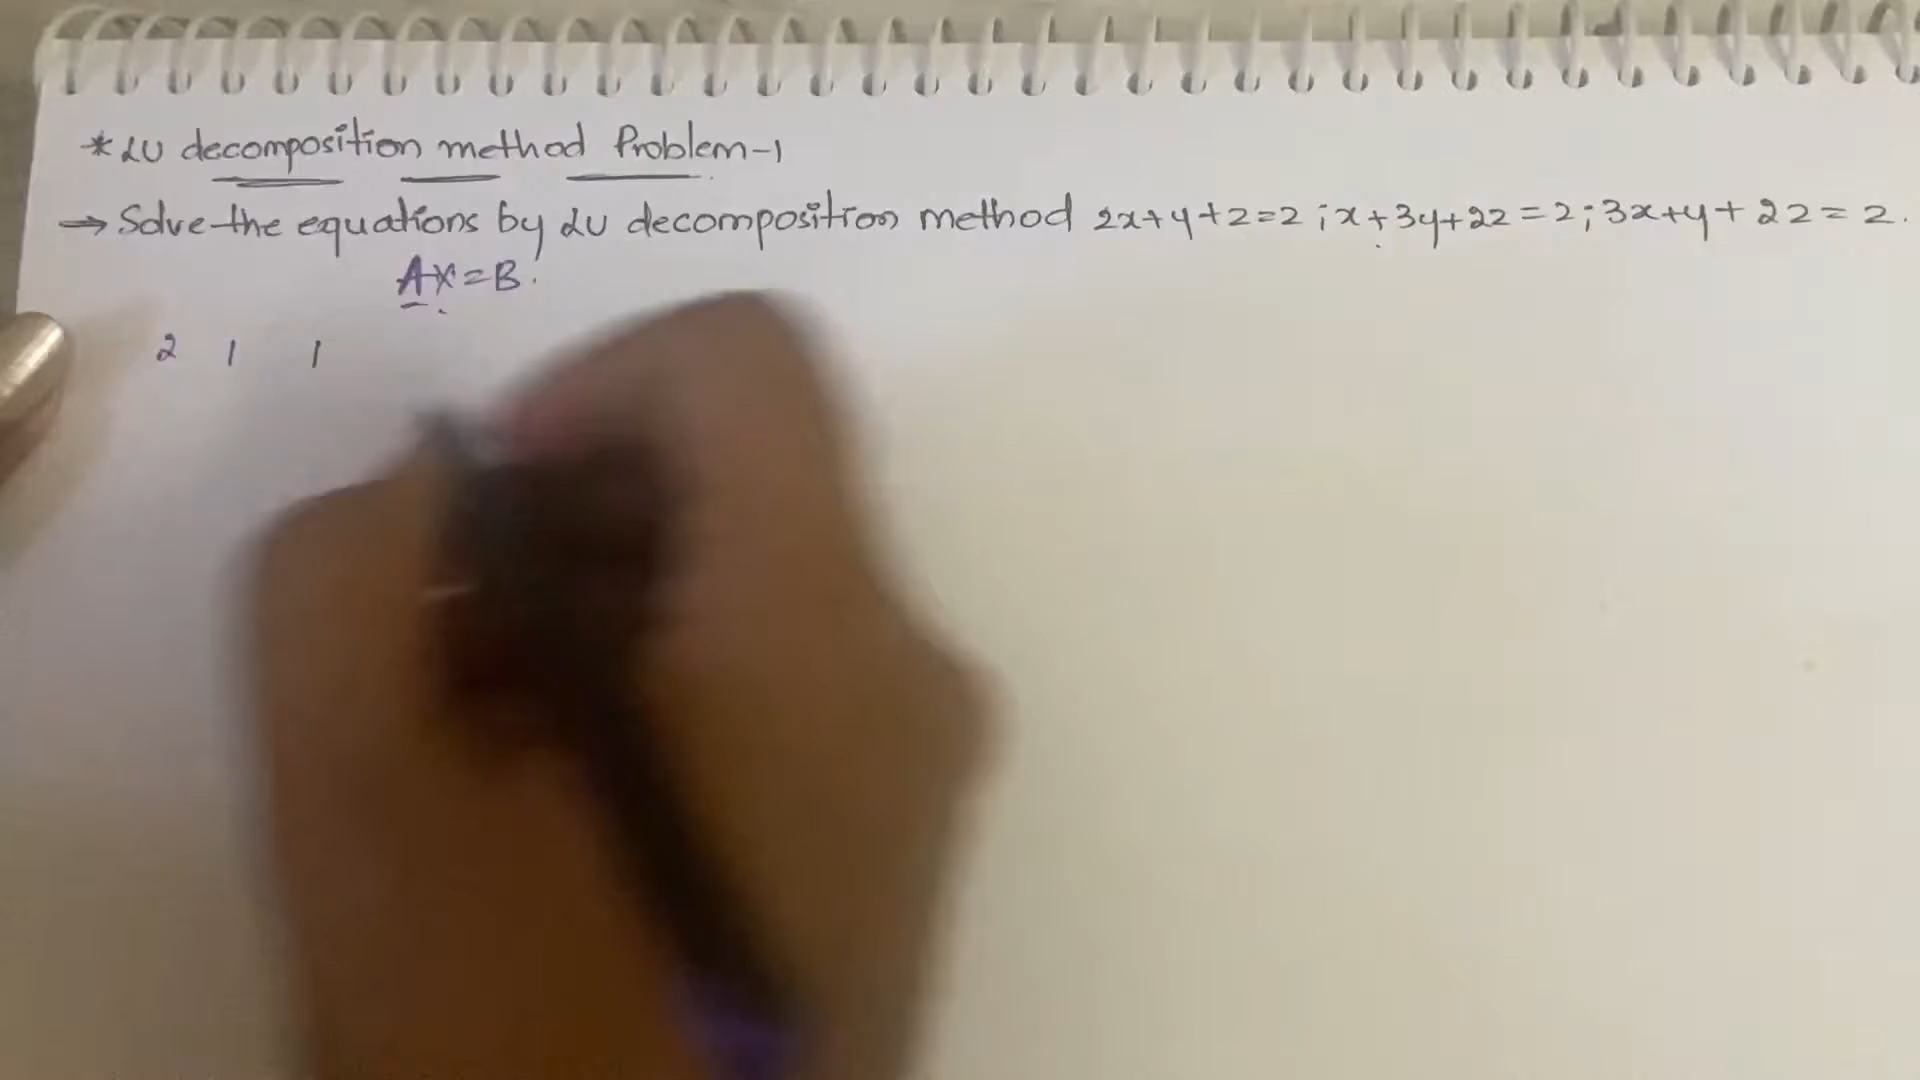 *LU decomposition method Problem-1
→ Solve the equations by LU decomposition method 2x+y+z=2; x+3y+2z=2; 3x+y+2z=2.
AX=B.
2 1 1